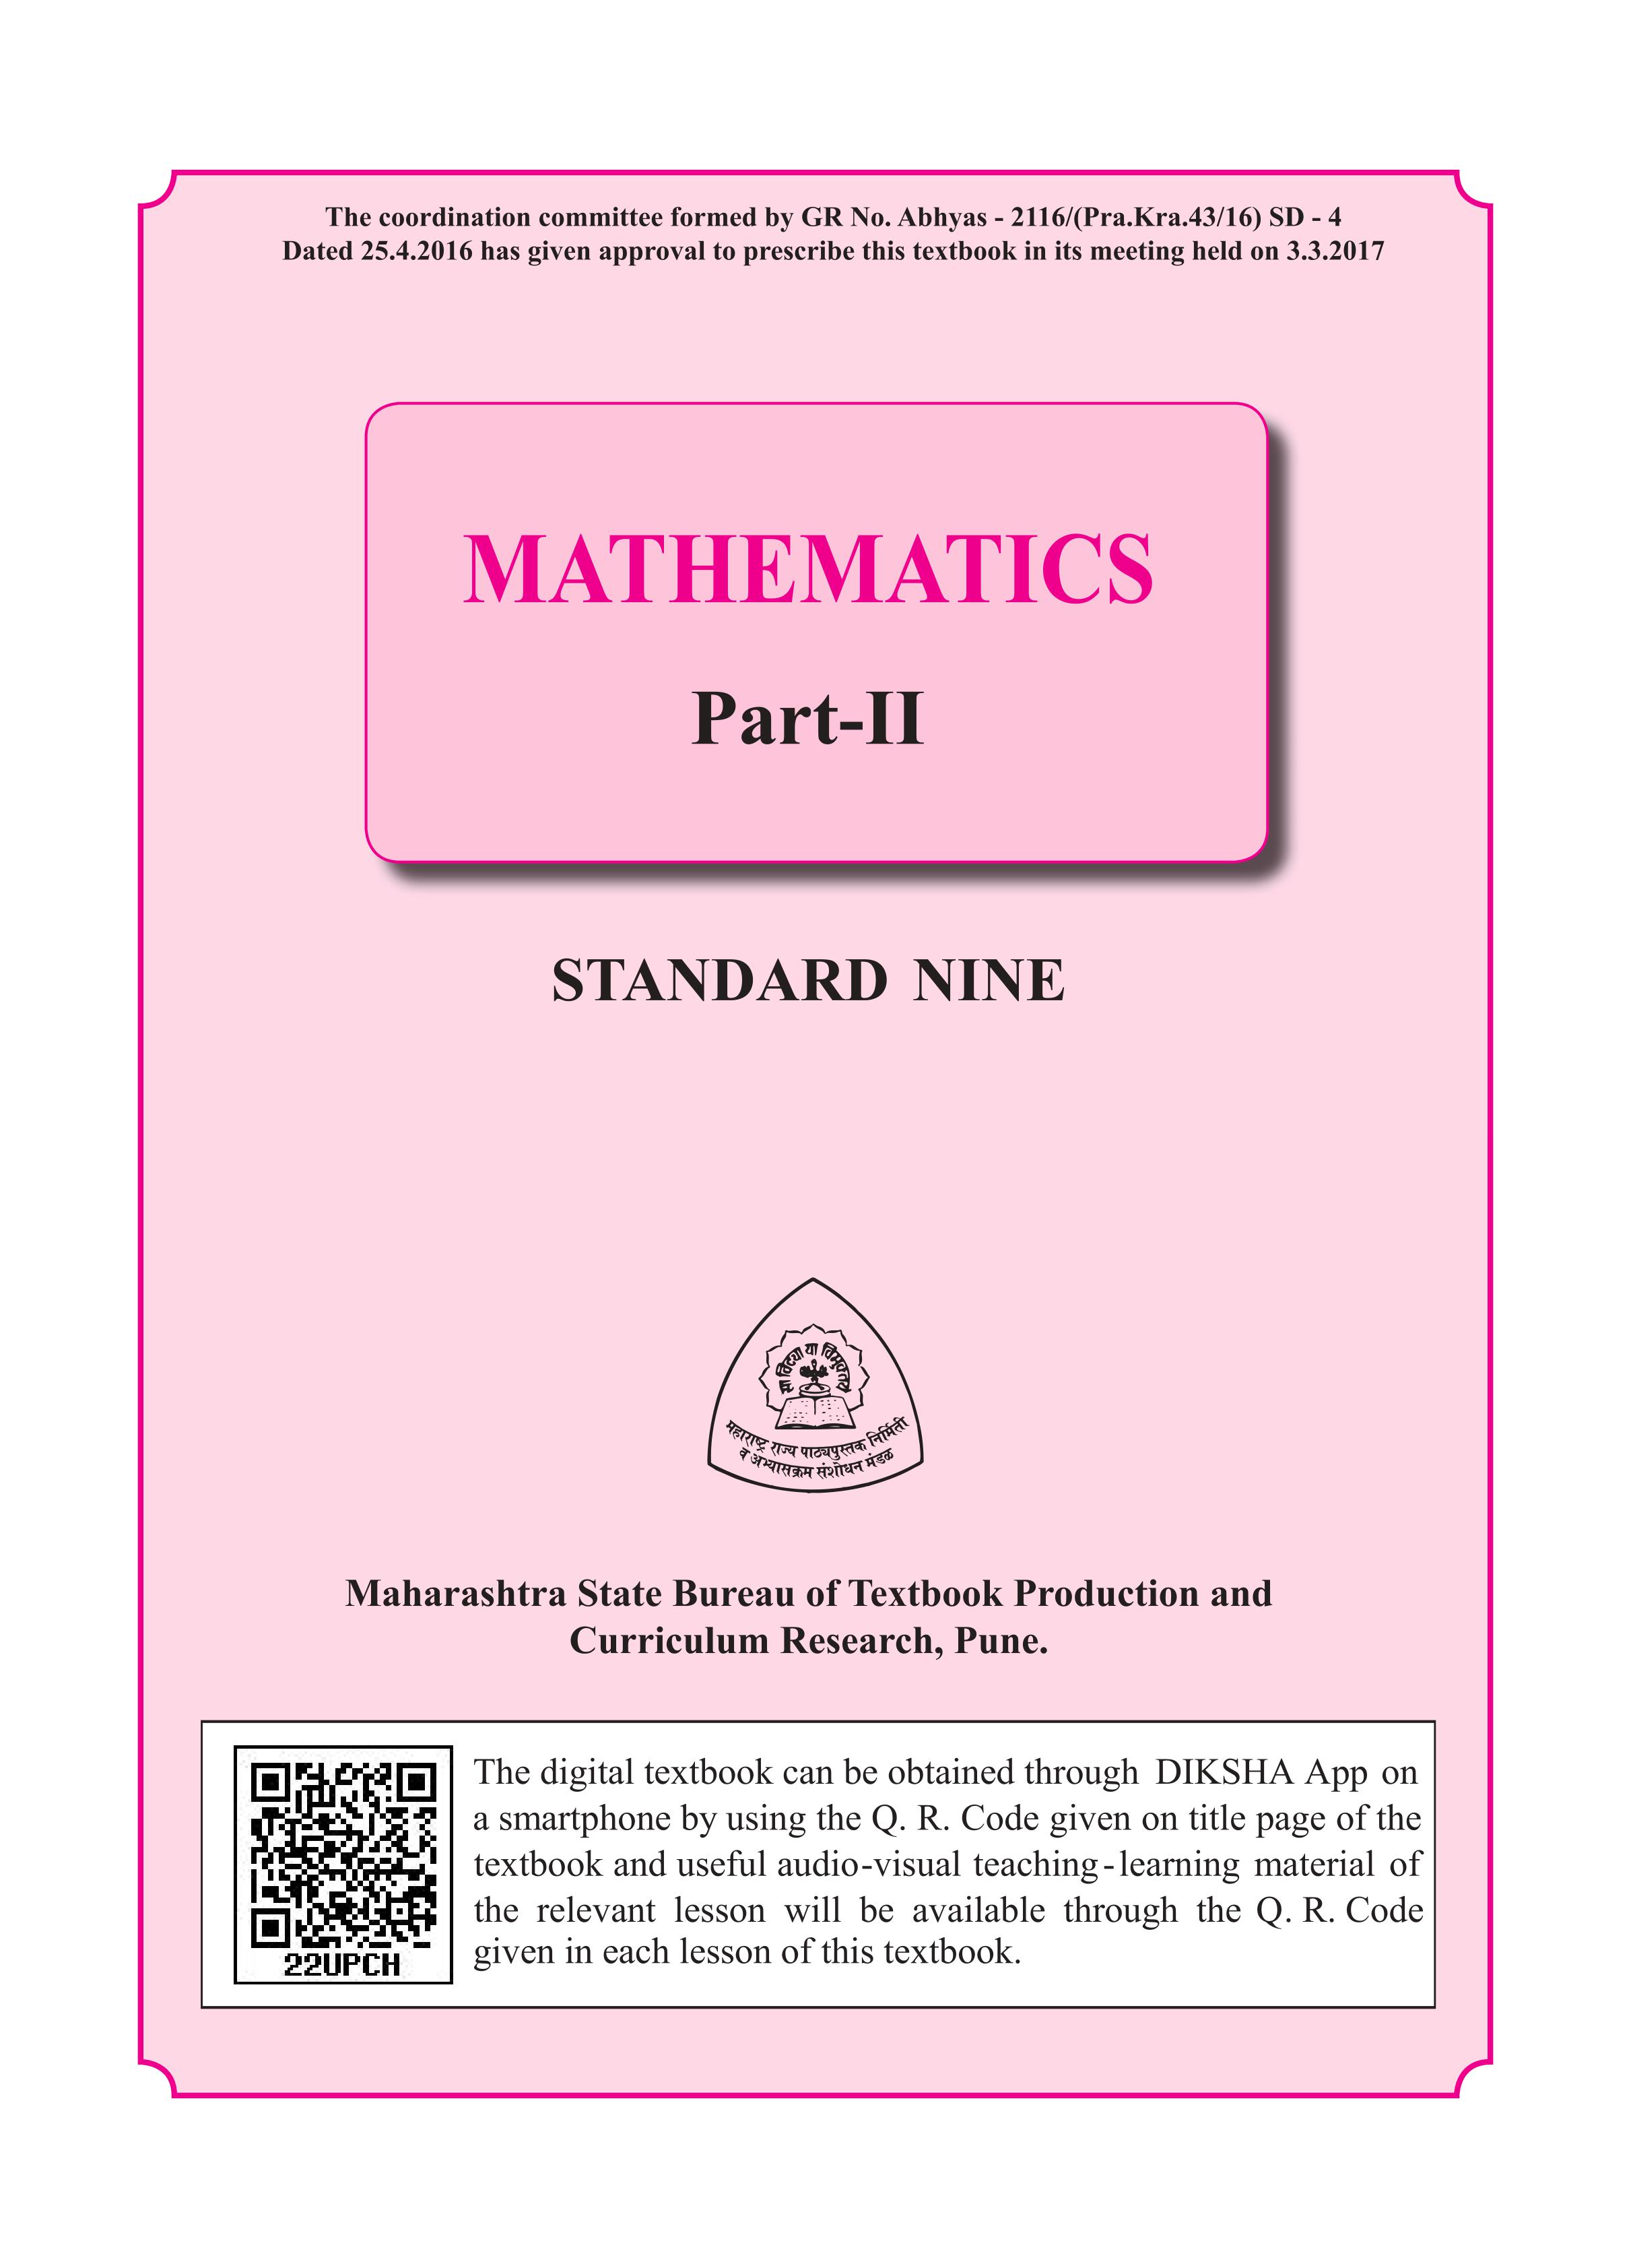 The coordination committee formed by GR No. Abhyas - 2116/(Pra.Kra.43/16) SD - 4
Dated 25.4.2016 has given approval to prescribe this textbook in its meeting held on 3.3.2017
MATHEMATICS
Part-II
STANDARD NINE
सा विद्या या विमुक्तये
महाराष्ट्र राज्य पाठ्यपुस्तक निर्मिती
व अभ्यासक्रम संशोधन मंडळ
Maharashtra State Bureau of Textbook Production and
Curriculum Research, Pune.
The digital textbook can be obtained through DIKSHA App on
a smartphone by using the Q. R. Code given on title page of the
textbook and useful audio-visual teaching-learning material of
the relevant lesson will be available through the Q. R. Code
given in each lesson of this textbook.
22UPCH